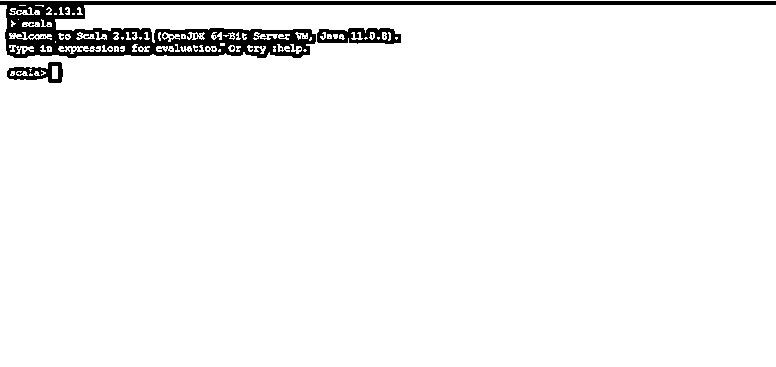 Scala 2.13.1
> scala
Welcome to Scala 2.13.1 (OpenJDK 64-Bit Server VM, Java 11.0.8).
Type in expressions for evaluation. Or try :help.
scala>